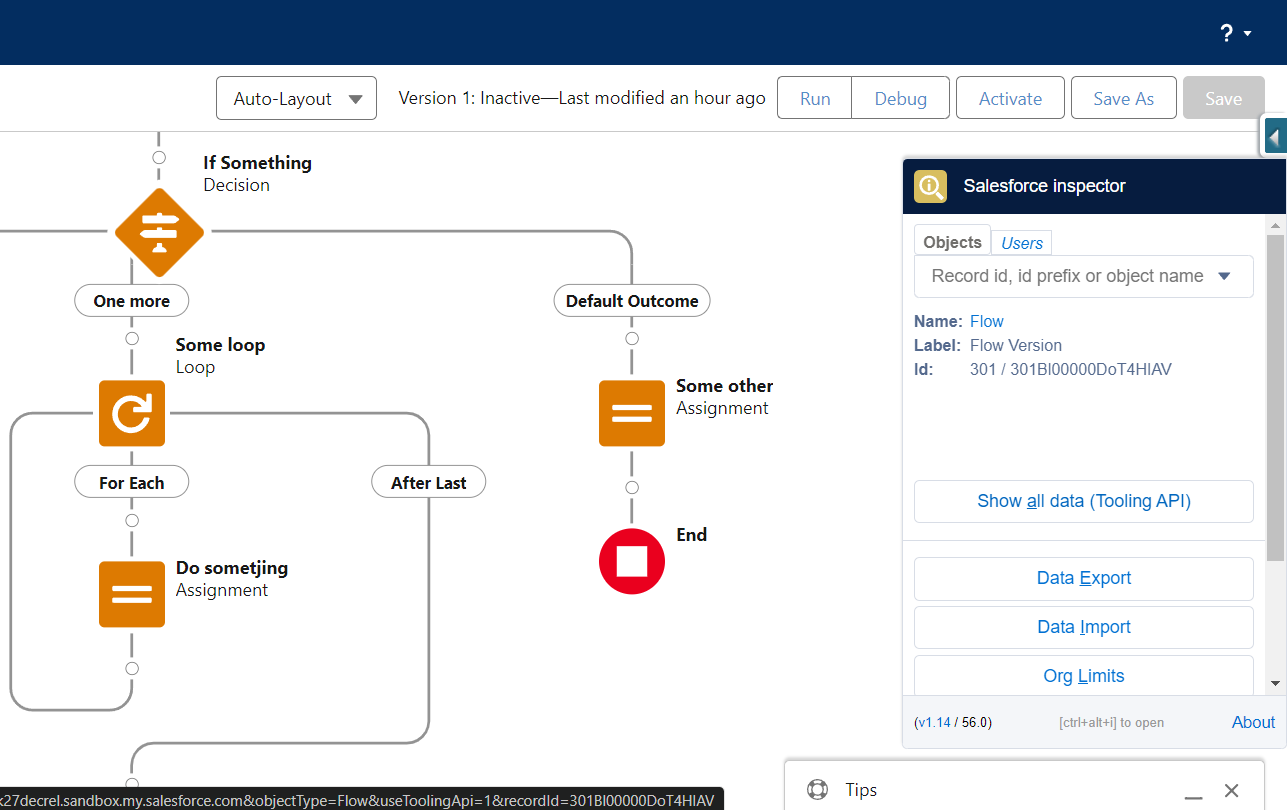 ?
Auto-Layout
Version 1: Inactive—Last modified an hour ago
Run
Debug
Activate
Save As
Save
If Something
Decision
One more
Default Outcome
Some loop
Loop
Some other
Assignment
For Each
After Last
Do sometjing
Assignment
End
Salesforce inspector
Objects
Users
Record id, id prefix or object name
Name: Flow
Label: Flow Version
Id: 301 / 301BI00000DoT4HIAV
Show all data (Tooling API)
Data Export
Data Import
Org Limits
(v1.14 / 56.0)
[ctrl+alt+i] to open
About
Tips
k27decrel.sandbox.my.salesforce.com&objectType=Flow&useToolingApi=1&recordId=301BI00000DoT4HIAV